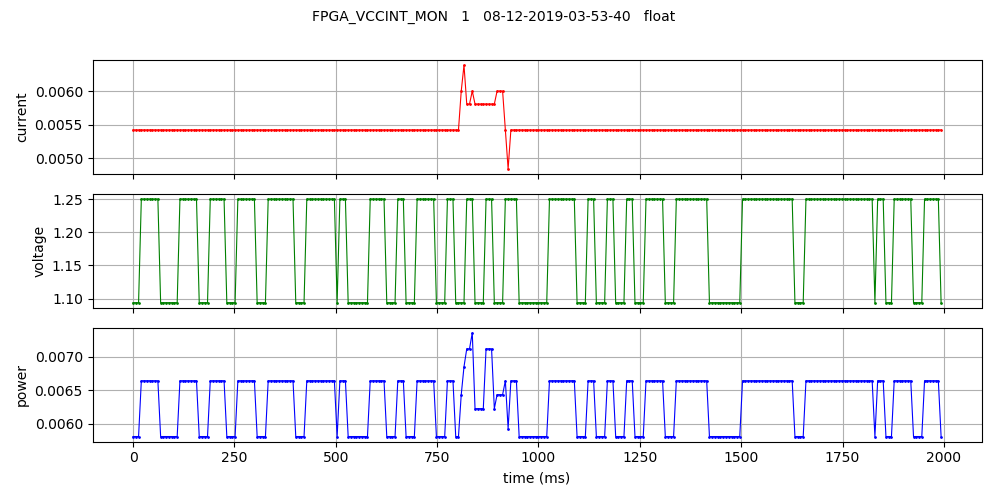 FPGA_VCCINT_MON   1   08-12-2019-03-53-40   float
current
0.0060
0.0055
0.0050
voltage
1.25
1.20
1.15
1.10
power
0.0070
0.0065
0.0060
0 250 500 750 1000 1250 1500 1750 2000
time (ms)